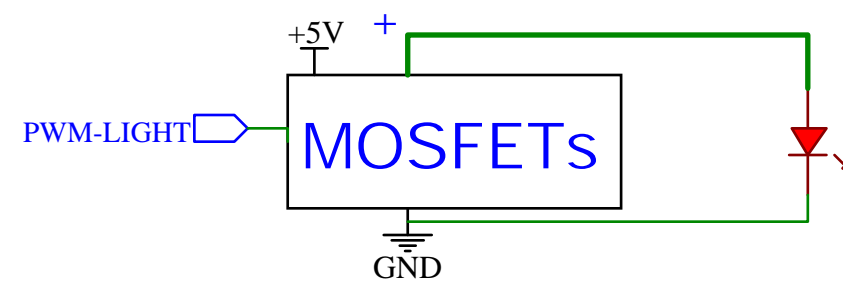 +5V
+
PWM-LIGHT
MOSFETs
GND